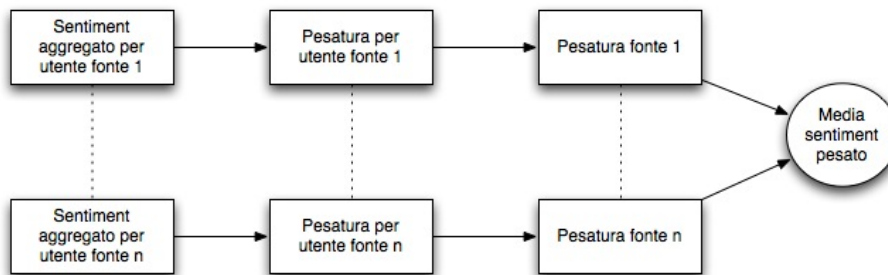 Sentiment
aggregato per
utente fonte 1
Pesatura per
utente fonte 1
Pesatura fonte 1
Media
sentiment
pesato
Sentiment
aggregato per
utente fonte n
Pesatura per
utente fonte n
Pesatura fonte n